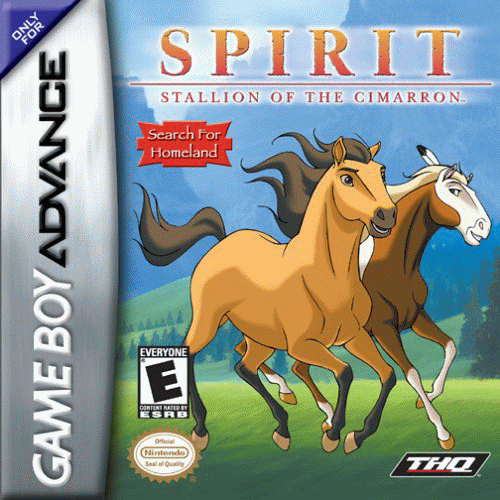 ONLY
FOR
GAME BOY ADVANCE
SPIRIT
STALLION OF THE CIMARRON™
Search For
Homeland
EVERYONE
E
CONTENT RATED BY
ESRB
Official
Nintendo
Seal of Quality
THQ